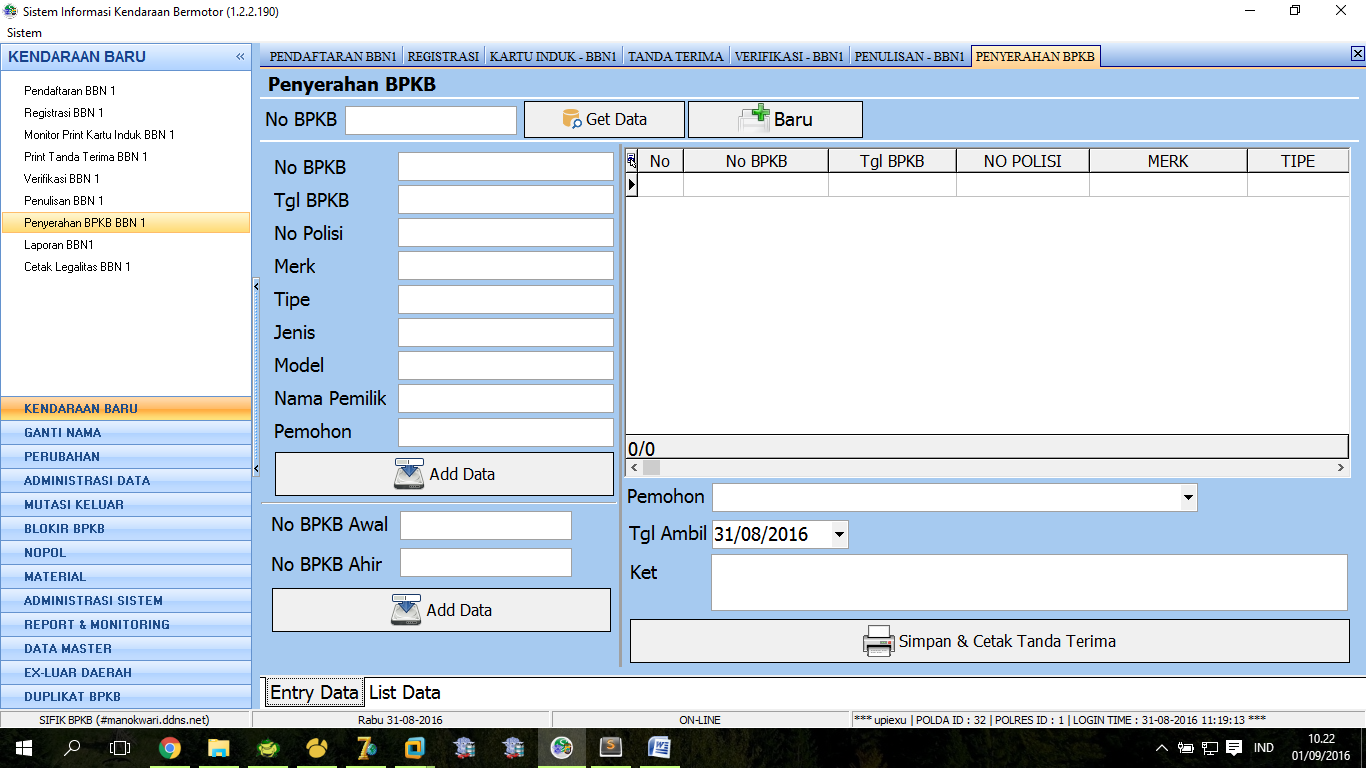 Sistem Informasi Kendaraan Bermotor (1.2.2.190)
Sistem
KENDARAAN BARU «
Pendaftaran BBN 1
Registrasi BBN 1
Monitor Print Kartu Induk BBN 1
Print Tanda Terima BBN 1
Verifikasi BBN 1
Penulisan BBN 1
Penyerahan BPKB BBN 1
Laporan BBN1
Cetak Legalitas BBN 1
KENDARAAN BARU
GANTI NAMA
PERUBAHAN
ADMINISTRASI DATA
MUTASI KELUAR
BLOKIR BPKB
NOPOL
MATERIAL
ADMINISTRASI SISTEM
REPORT & MONITORING
DATA MASTER
EX-LUAR DAERAH
DUPLIKAT BPKB
PENDAFTARAN BBN1 REGISTRASI KARTU INDUK - BBN1 TANDA TERIMA VERIFIKASI - BBN1 PENULISAN - BBN1 PENYERAHAN BPKB
Penyerahan BPKB
No BPKB Get Data Baru
No BPKB
Tgl BPKB
No Polisi
Merk
Tipe
Jenis
Model
Nama Pemilik
Pemohon
Add Data
No BPKB Awal
No BPKB Ahir
Add Data
No No BPKB Tgl BPKB NO POLISI MERK TIPE
0/0
Pemohon
Tgl Ambil 31/08/2016
Ket
Simpan & Cetak Tanda Terima
Entry Data List Data
SIFIK BPKB (#manokwari.ddns.net) Rabu 31-08-2016 ON-LINE *** upiexu | POLDA ID : 32 | POLRES ID : 1 | LOGIN TIME : 31-08-2016 11:19:13 ***
IND
10.22
01/09/2016